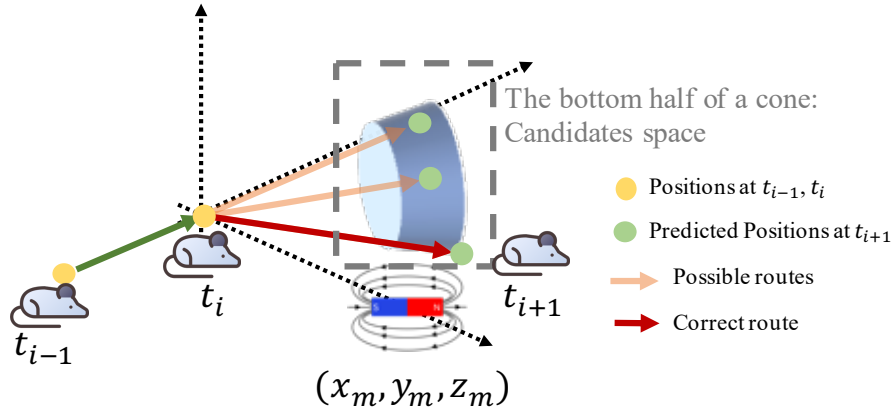 The bottom half of a cone:
Candidates space
Positions at t_{i-1}, t_i
Predicted Positions at t_{i+1}
Possible routes
Correct route
t_{i-1}
t_i
t_{i+1}
S N
(x_m, y_m, z_m)